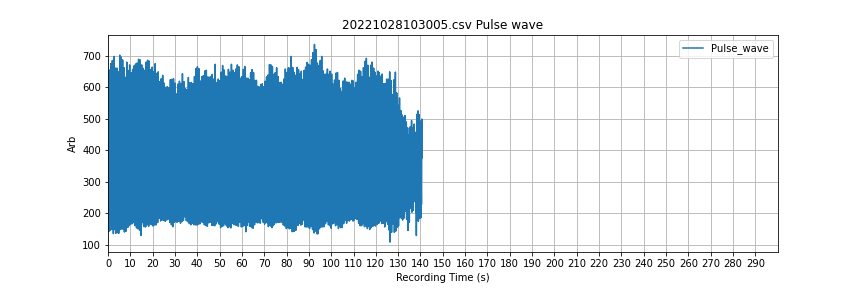 20221028103005.csv Pulse wave
Pulse_wave
700
600
500
400
300
200
100
Arb
0 10 20 30 40 50 60 70 80 90 100 110 120 130 140 150 160 170 180 190 200 210 220 230 240 250 260 270 280 290
Recording Time (s)